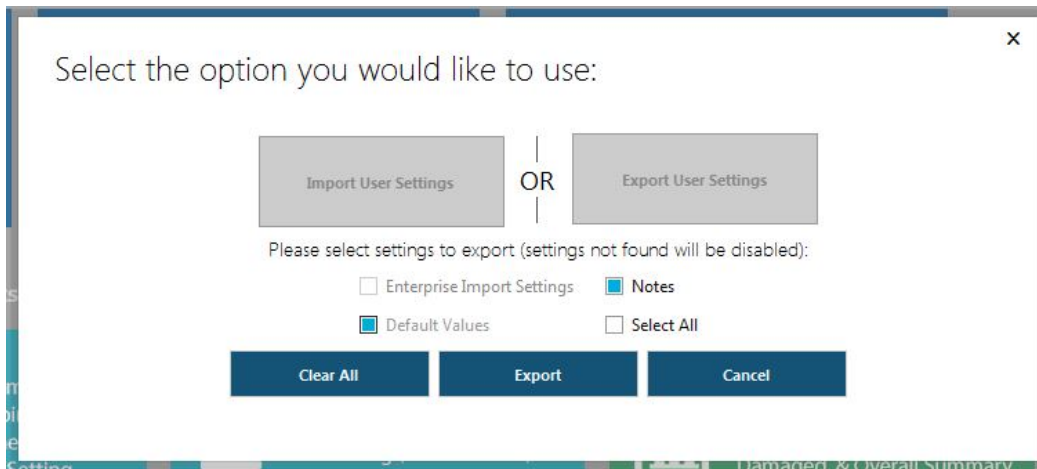 ×
Select the option you would like to use:
Import User Settings
OR
Export User Settings
Please select settings to export (settings not found will be disabled):
Enterprise Import Settings
Notes
Default Values
Select All
Clear All
Export
Cancel
Setting
Damaged, & Overall Summary